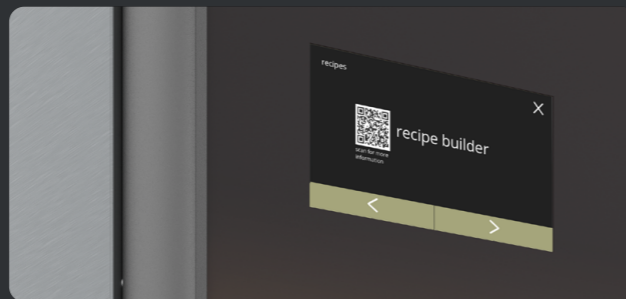 recipes
X
recipe builder
scan for more
information
< >